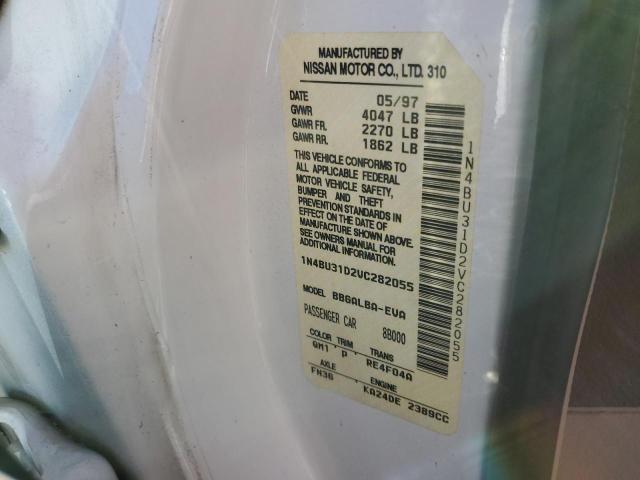 MANUFACTURED BY
NISSAN MOTOR CO., LTD. 310
DATE 05/97
GVWR 4047 LB
GAWR FR. 2270 LB
GAWR RR. 1862 LB
THIS VEHICLE CONFORMS TO
ALL APPLICABLE FEDERAL
MOTOR VEHICLE SAFETY,
BUMPER AND THEFT
PREVENTION STANDARDS IN
EFFECT ON THE DATE OF
MANUFACTURE SHOWN ABOVE.
SEE OWNERS MANUAL FOR
ADDITIONAL INFORMATION.
1N4BU31D2VC282055
MODEL BBGALBA-EVA
PASSENGER CAR 8B000
COLOR TRIM TRANS
QM1 P RE4F04A
AXLE ENGINE
FN36 KA24DE 2389CC
1N4BU31D2VC282055